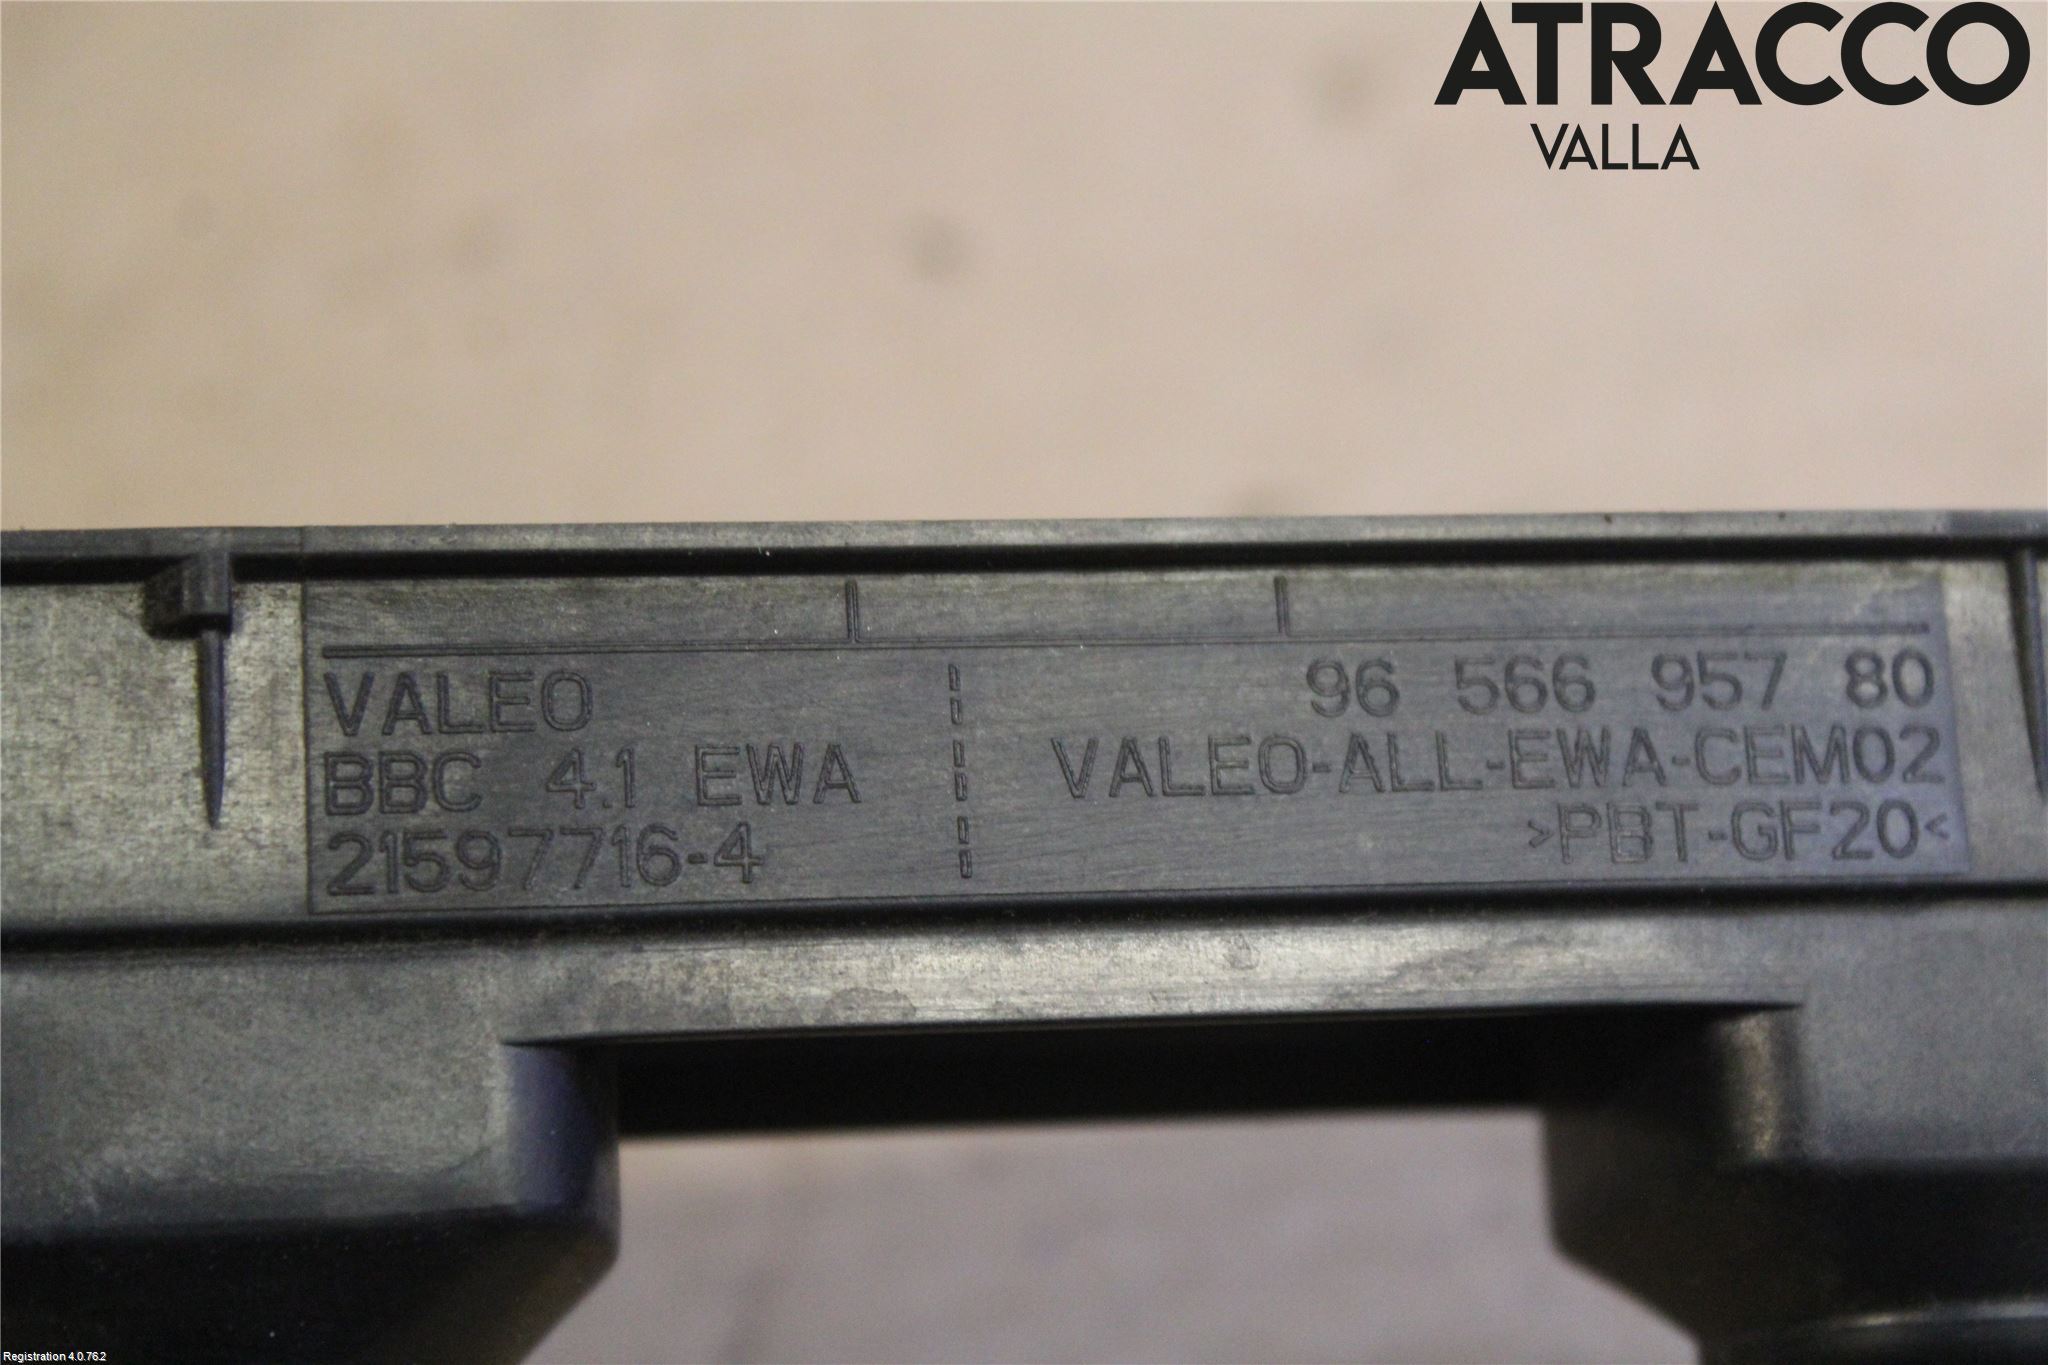 ATRACCO
VALLA
VALEO
BBC 4.1 EWA
21597716-4
96 566 957 80
VALEO-ALL-EWA-CEM02
>PBT-GF20<
Registration 4.0.76.2